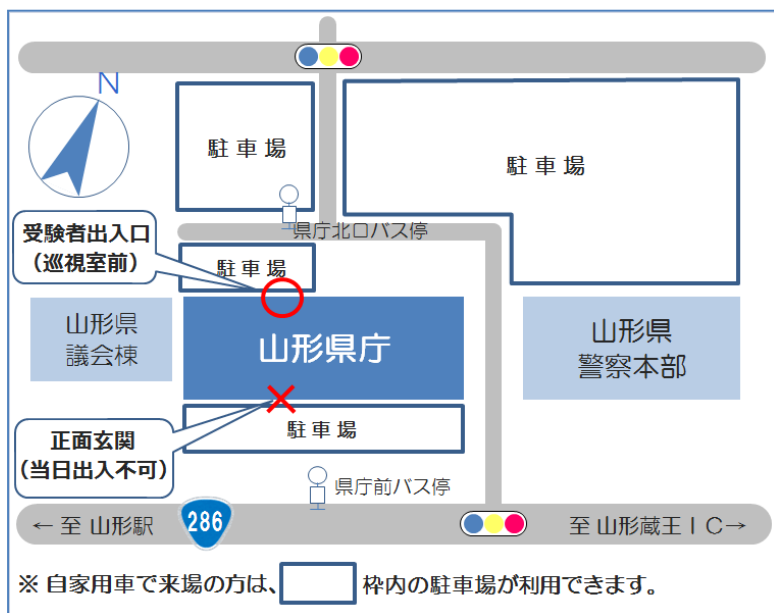 N
駐車場
駐車場
県庁北口バス停
受験者出入口
（巡視室前）
駐車場
山形県
議会棟
山形県庁
山形県
警察本部
正面玄関
（当日出入不可）
駐車場
県庁前バス停
← 至 山形駅
286
至 山形蔵王ＩＣ→
※ 自家用車で来場の方は、 枠内の駐車場が利用できます。